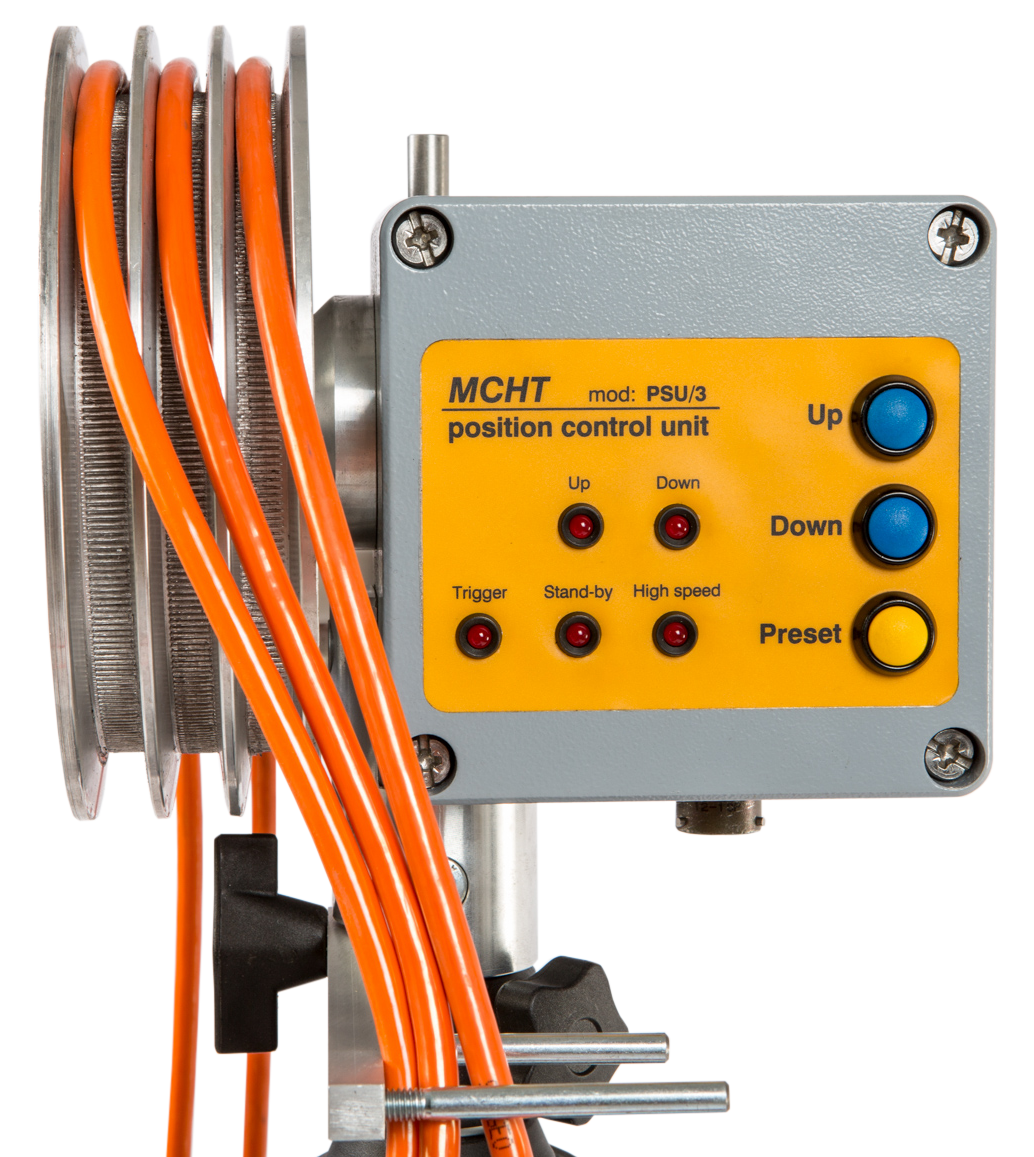 MCHT mod: PSU/3
position control unit
Up
Up Down
Down
Trigger Stand-by High speed
Preset